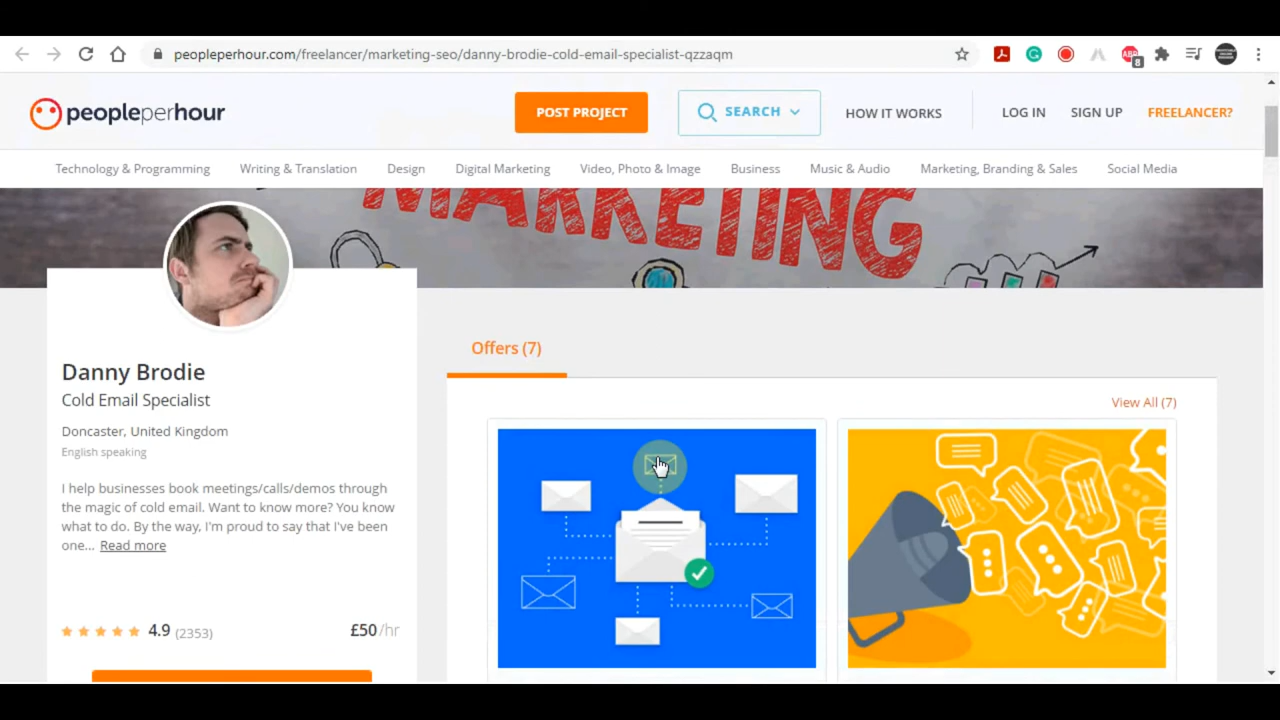 peopleperhour.com/freelancer/marketing-seo/danny-brodie-cold-email-specialist-qzzaqm
ABP
8
peopleperhour
POST PROJECT
SEARCH
HOW IT WORKS
LOG IN
SIGN UP
FREELANCER?
Technology & Programming
Writing & Translation
Design
Digital Marketing
Video, Photo & Image
Business
Music & Audio
Marketing, Branding & Sales
Social Media
MARKETING
Danny Brodie
Cold Email Specialist
Doncaster, United Kingdom
English speaking
I help businesses book meetings/calls/demos through
the magic of cold email. Want to know more? You know
what to do. By the way, I'm proud to say that I've been
one... Read more
4.9 (2353)
£50/hr
Offers (7)
View All (7)